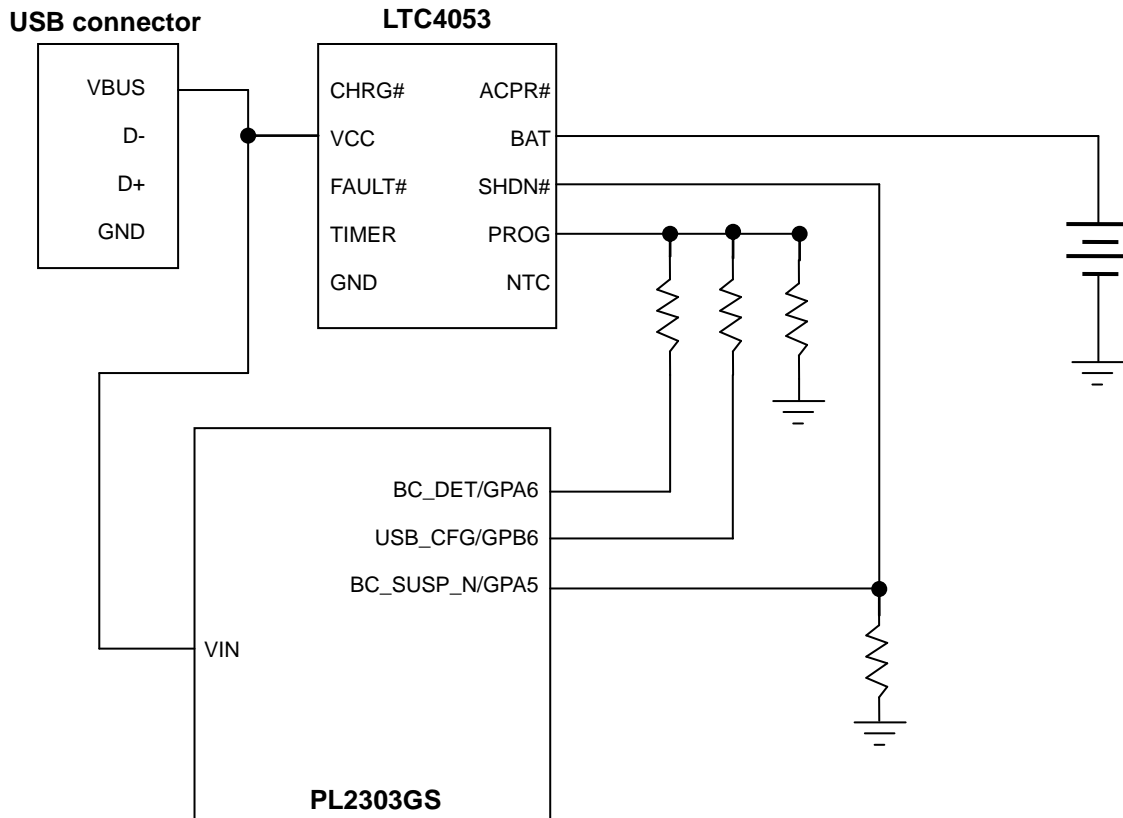 USB connector
VBUS
D-
D+
GND
LTC4053
CHRG#
VCC
FAULT#
TIMER
GND
ACPR#
BAT
SHDN#
PROG
NTC
BC_DET/GPA6
USB_CFG/GPB6
BC_SUSP_N/GPA5
VIN
PL2303GS